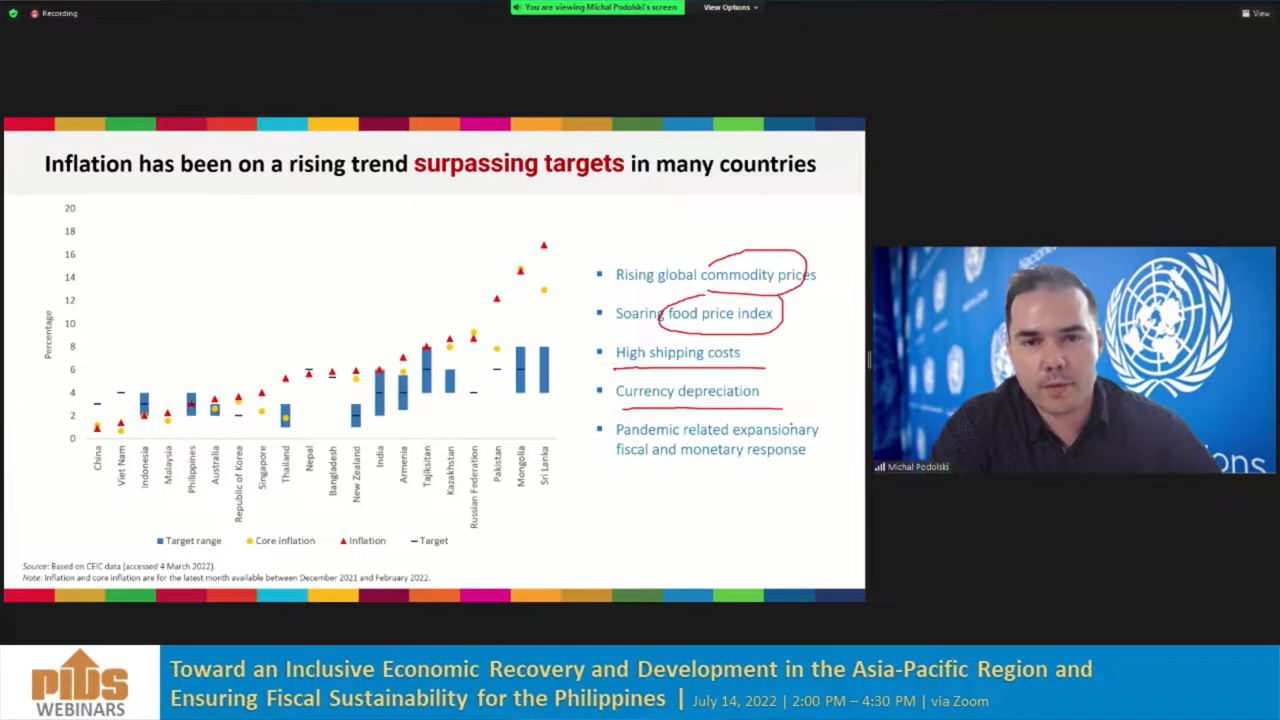 Recording
You are viewing Michal Podolski's screen
View Options
View
Inflation has been on a rising trend surpassing targets in many countries
20
18
16
14
12
10
8
6
4
2
0
Percentage
China
Viet Nam
Indonesia
Malaysia
Philippines
Australia
Republic of Korea
Singapore
Thailand
Nepal
Bangladesh
New Zealand
India
Armenia
Tajiksitan
Kazakhstan
Russian Federation
Pakistan
Mongolia
Sri Lanka
Target range
Core inflation
Inflation
Target
Source: Based on CEIC data (accessed 4 March 2022).
Note: Inflation and core inflation are for the latest month available between December 2021 and February 2022.
Rising global commodity prices
Soaring food price index
High shipping costs
Currency depreciation
Pandemic related expansionary
fiscal and monetary response
Michal Podolski
PIDS
WEBINARS
Toward an Inclusive Economic Recovery and Development in the Asia-Pacific Region and
Ensuring Fiscal Sustainability for the Philippines | July 14, 2022 | 2:00 PM – 4:30 PM | via Zoom